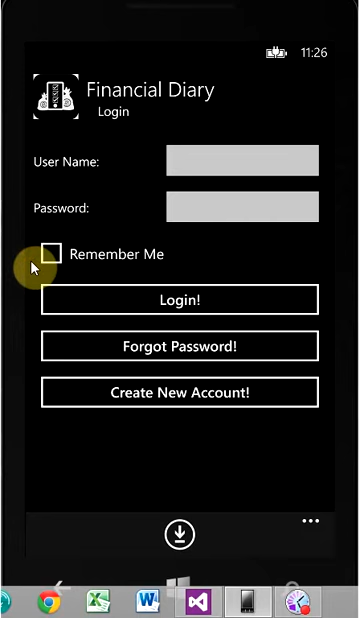 11:26
Financial Diary
Login
User Name:
Password:
Remember Me
Login!
Forgot Password!
Create New Account!